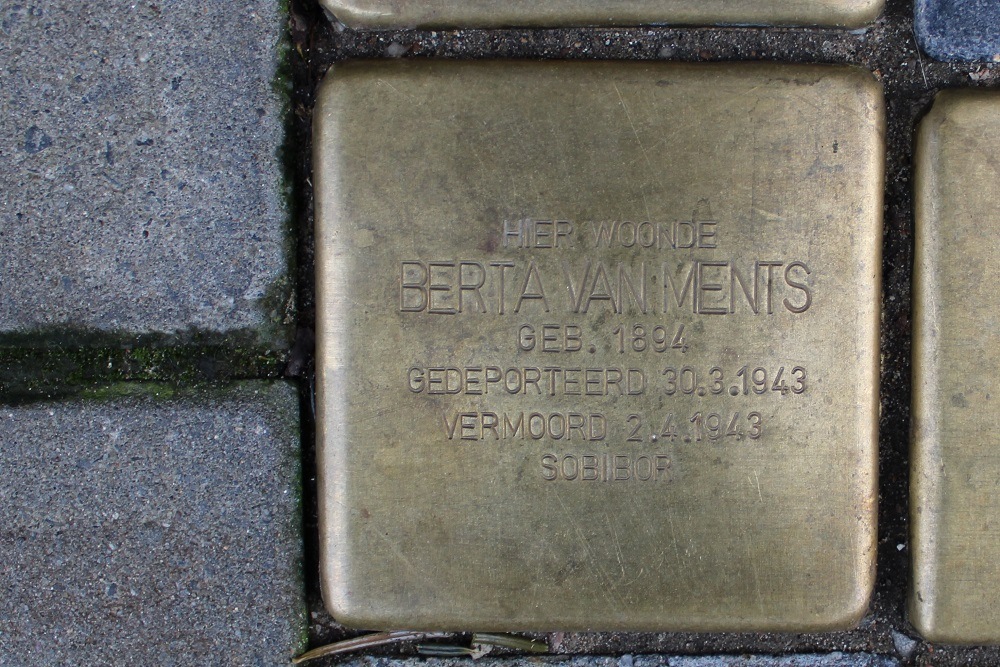 HIER WOONDE
BERTA VAN MENTS
GEB. 1894
GEDEPORTEERD 30.3.1943
VERMOORD 2.4.1943
SOBIBOR